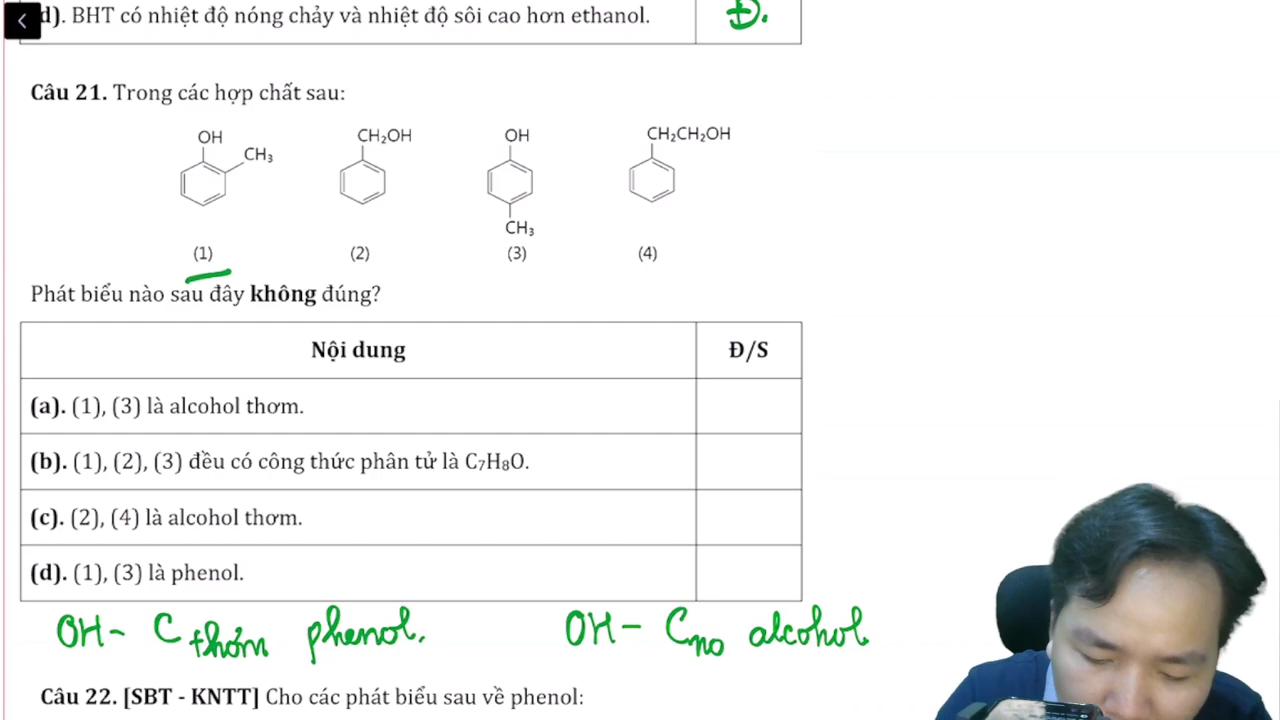 d). BHT có nhiệt độ nóng chảy và nhiệt độ sôi cao hơn ethanol. Đ.
Câu 21. Trong các hợp chất sau:
OH CH₃ CH₂OH OH CH₂CH₂OH
CH₃
(1) (2) (3) (4)
Phát biểu nào sau đây không đúng?
Nội dung Đ/S
(a). (1), (3) là alcohol thơm.
(b). (1), (2), (3) đều có công thức phân tử là C₇H₈O.
(c). (2), (4) là alcohol thơm.
(d). (1), (3) là phenol.
OH- C thơm phenol. OH- C no alcohol
Câu 22. [SBT - KNTT] Cho các phát biểu sau về phenol: